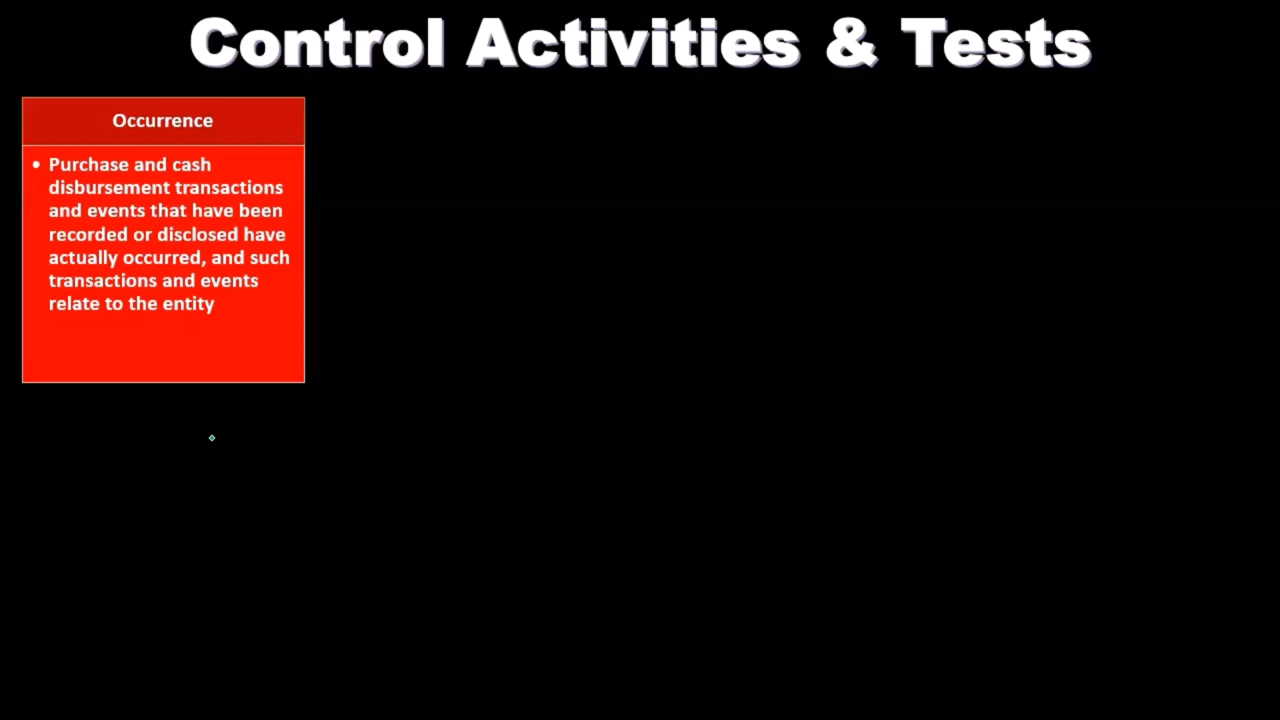 Control Activities & Tests
Occurrence
• Purchase and cash
disbursement transactions
and events that have been
recorded or disclosed have
actually occurred, and such
transactions and events
relate to the entity